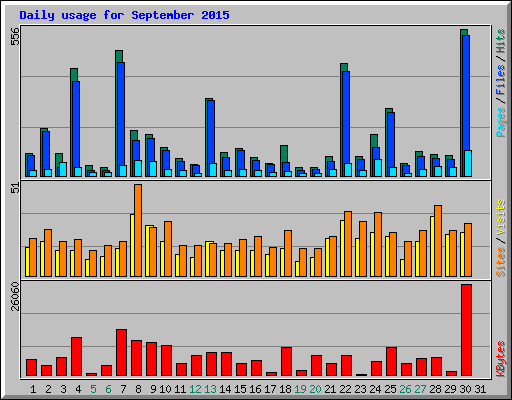 Daily usage for September 2015
556
Pages / Files / Hits
51
Sites / Visits
26060
KBytes
1 2 3 4 5 6 7 8 9 10 11 12 13 14 15 16 17 18 19 20 21 22 23 24 25 26 27 28 29 30 31